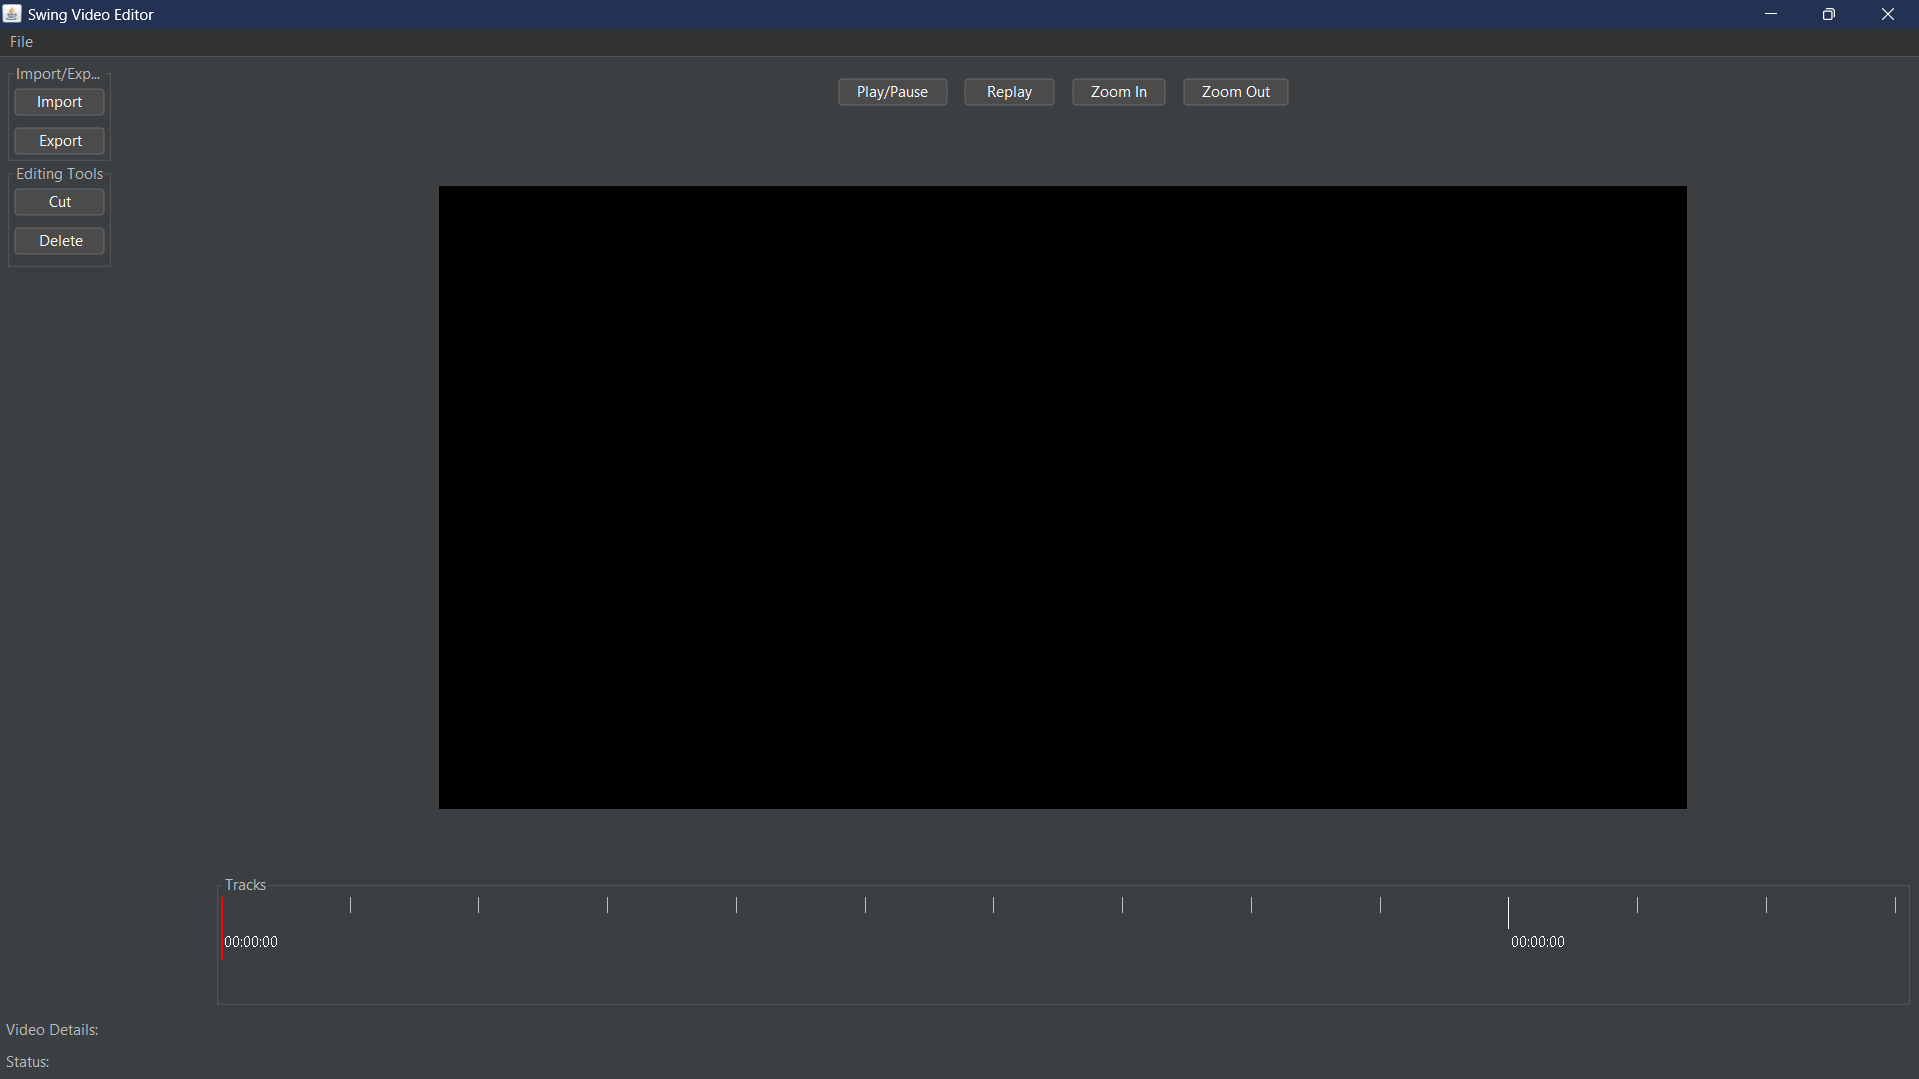 Swing Video Editor
File
Import/Exp...
Import
Export
Editing Tools
Cut
Delete
Play/Pause Replay Zoom In Zoom Out
Tracks
00:00:00 00:00:00
Video Details:
Status: